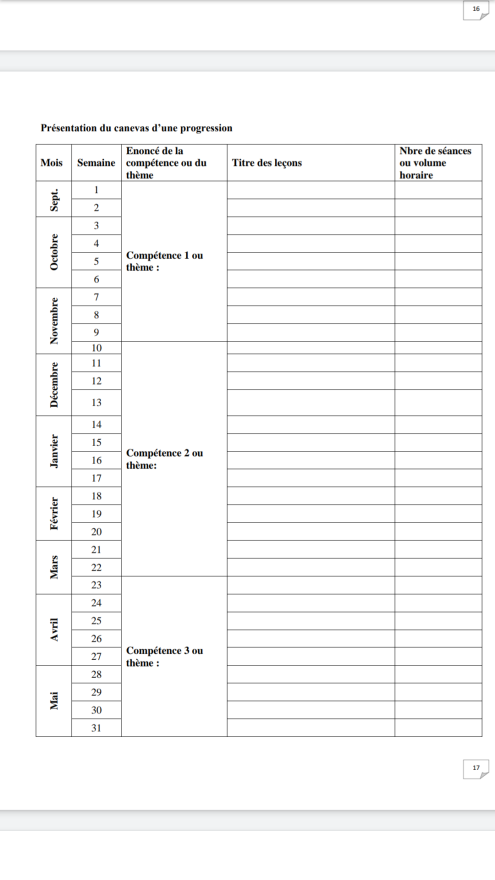 16
Présentation du canevas d’une progression
Mois
Semaine
Enoncé de la
compétence ou du
thème
Titre des leçons
Nbre de séances
ou volume
horaire
Sept.
1
2
Octobre
3
4
5
6
Compétence 1 ou
thème :
Novembre
7
8
9
10
Décembre
11
12
13
Janvier
14
15
16
17
Compétence 2 ou
thème:
Février
18
19
20
Mars
21
22
23
Avril
24
25
26
27
Compétence 3 ou
thème :
Mai
28
29
30
31
17